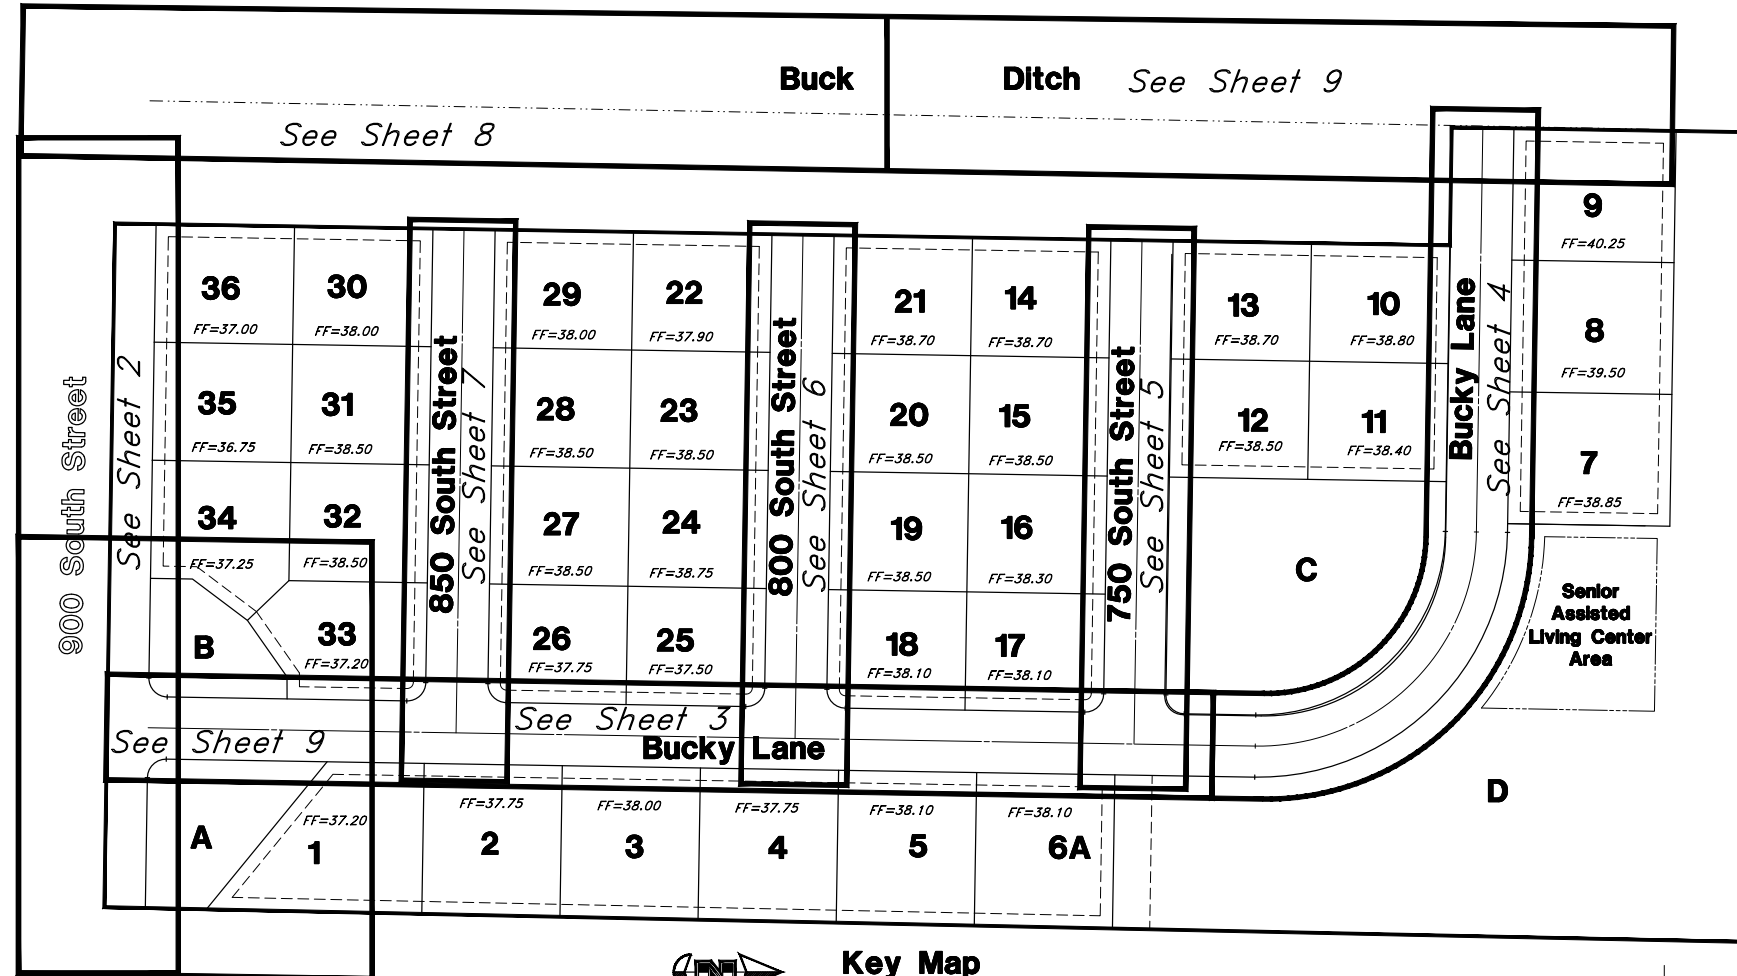 Buck Ditch See Sheet 9
See Sheet 8
9
FF=40.25
36 30 29 22 21 14 13 10 8
FF=37.00 FF=38.00 FF=38.00 FF=37.90 FF=38.70 FF=38.70 FF=38.70 FF=38.80 FF=39.50
35 31 28 23 20 15 12 11 7
FF=36.75 FF=38.50 FF=38.50 FF=38.50 FF=38.50 FF=38.50 FF=38.50 FF=38.40 FF=38.85
34 32 27 24 19 16
FF=37.25 FF=38.50 FF=38.50 FF=38.75 FF=38.50 FF=38.30
B 33 26 25 18 17 C
FF=37.20 FF=37.75 FF=37.50 FF=38.10 FF=38.10
900 South Street
See Sheet 2
850 South Street
See Sheet 7
800 South Street
See Sheet 6
750 South Street
See Sheet 5
Bucky Lane
See Sheet 4
Senior
Assisted
Living Center
Area
See Sheet 3
See Sheet 9
Bucky Lane
D
FF=37.20 FF=37.75 FF=38.00 FF=37.75 FF=38.10 FF=38.10
A 1 2 3 4 5 6A
N
Key Map